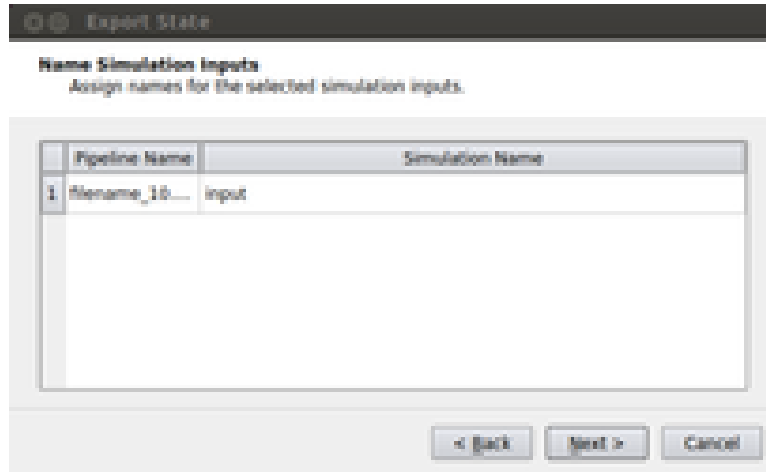 Export State
Name Simulation Inputs
Assign names for the selected simulation inputs.
Pipeline Name Simulation Name
1 filename_10.... input
< Back Next > Cancel